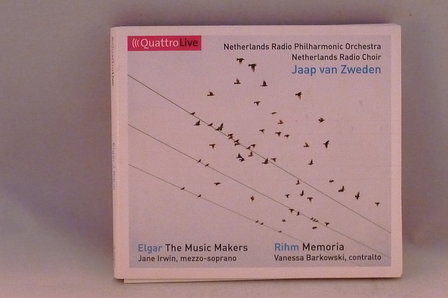 QuattroLive
Netherlands Radio Philharmonic Orchestra
Netherlands Radio Choir
Jaap van Zweden
Elgar The Music Makers
Jane Irwin, mezzo-soprano
Rihm Memoria
Vanessa Barkowski, contralto